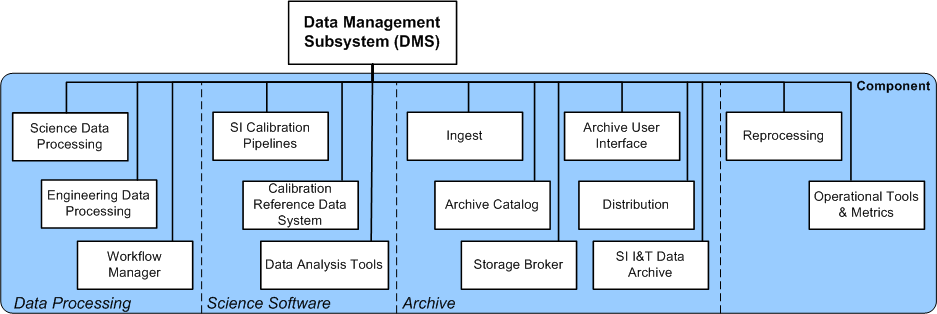 Data Management
Subsystem (DMS)
Component
Science Data
Processing
Engineering Data
Processing
Workflow
Manager
Data Processing
SI Calibration
Pipelines
Calibration
Reference Data
System
Data Analysis Tools
Science Software
Ingest
Archive User
Interface
Archive Catalog
Distribution
Storage Broker
SI I&T Data
Archive
Archive
Reprocessing
Operational Tools
& Metrics